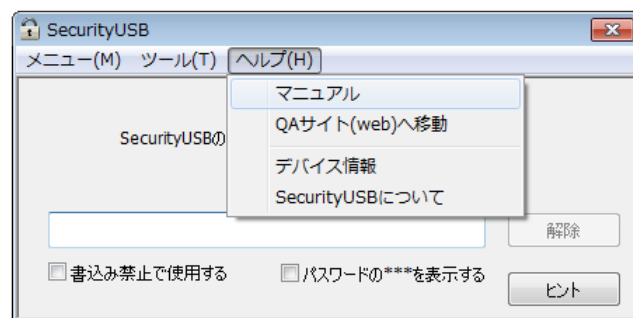 SecurityUSB
メニュー(M) ツール(T) ヘルプ(H)
マニュアル
QAサイト(web)へ移動
SecurityUSBの
デバイス情報
SecurityUSBについて
解除
書込み禁止で使用する パスワードの***を表示する
ヒント